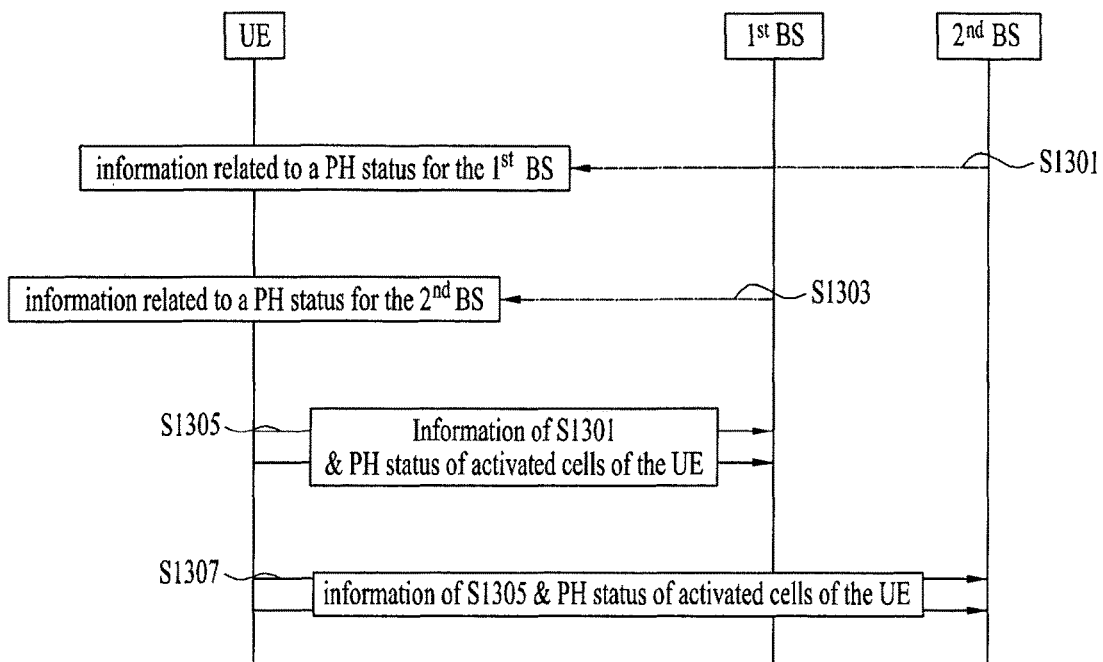 UE
1st BS
2nd BS
information related to a PH status for the 1st BS
S1301
information related to a PH status for the 2nd BS
S1303
S1305
Information of S1301
& PH status of activated cells of the UE
S1307
information of S1305 & PH status of activated cells of the UE